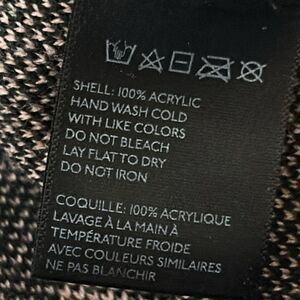 SHELL: 100% ACRYLIC
HAND WASH COLD
WITH LIKE COLORS
DO NOT BLEACH
LAY FLAT TO DRY
DO NOT IRON
COQUILLE: 100% ACRYLIQUE
LAVAGE À LA MAIN À
TEMPÉRATURE FROIDE
AVEC COULEURS SIMILAIRES
NE PAS BLANCHIR